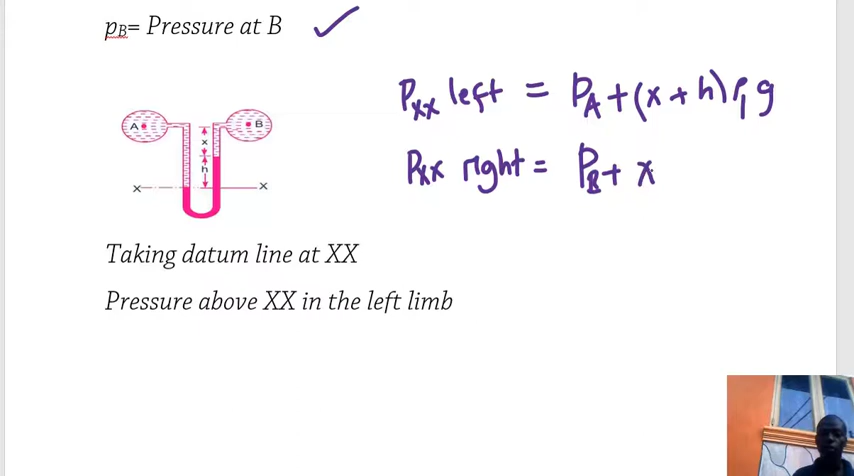 pB= Pressure at B
Pxx left = PA + (x + h) ρ1 g
A
B
x
h
Pxx right = PB + x
X
X
Taking datum line at XX
Pressure above XX in the left limb